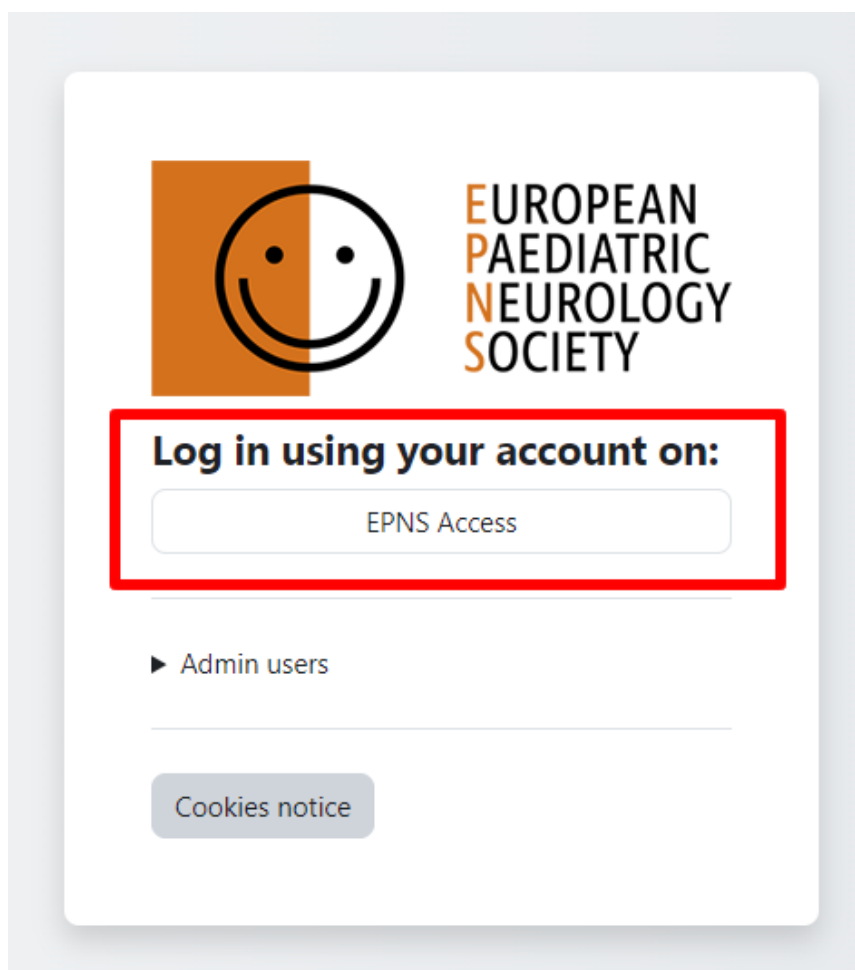 EUROPEAN
PAEDIATRIC
NEUROLOGY
SOCIETY
Log in using your account on:
EPNS Access
Admin users
Cookies notice